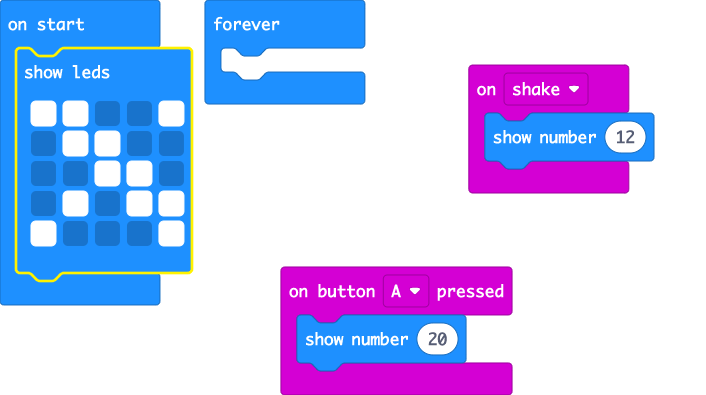 on start
show leds
forever
on shake
show number 12
on button A pressed
show number 20